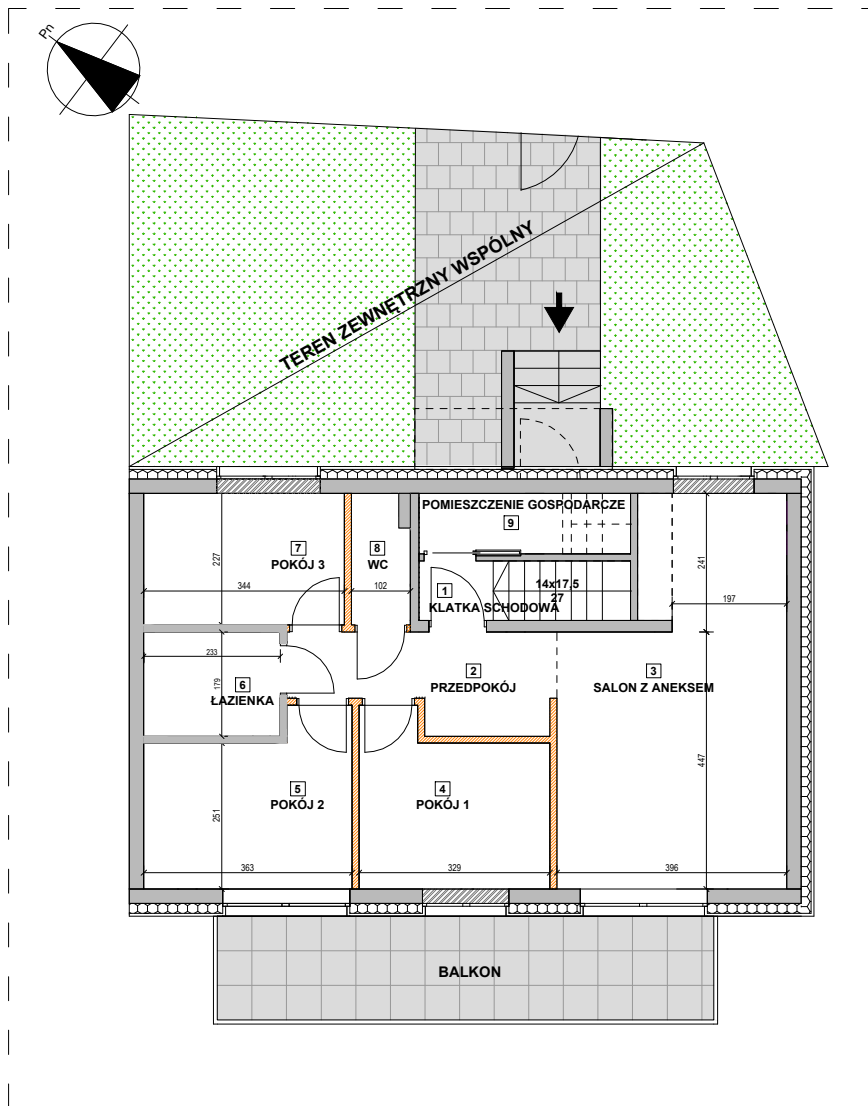 Pn
TEREN ZEWNĘTRZNY WSPÓLNY
POMIESZCZENIE GOSPODARCZE
9
7
POKÓJ 3
8
WC
227
344
102
1
KLATKA SCHODOWA
14x17,5
27
241
197
233
179
6
ŁAZIENKA
2
PRZEDPOKÓJ
3
SALON Z ANEKSEM
447
5
POKÓJ 2
4
POKÓJ 1
251
363
329
396
BALKON